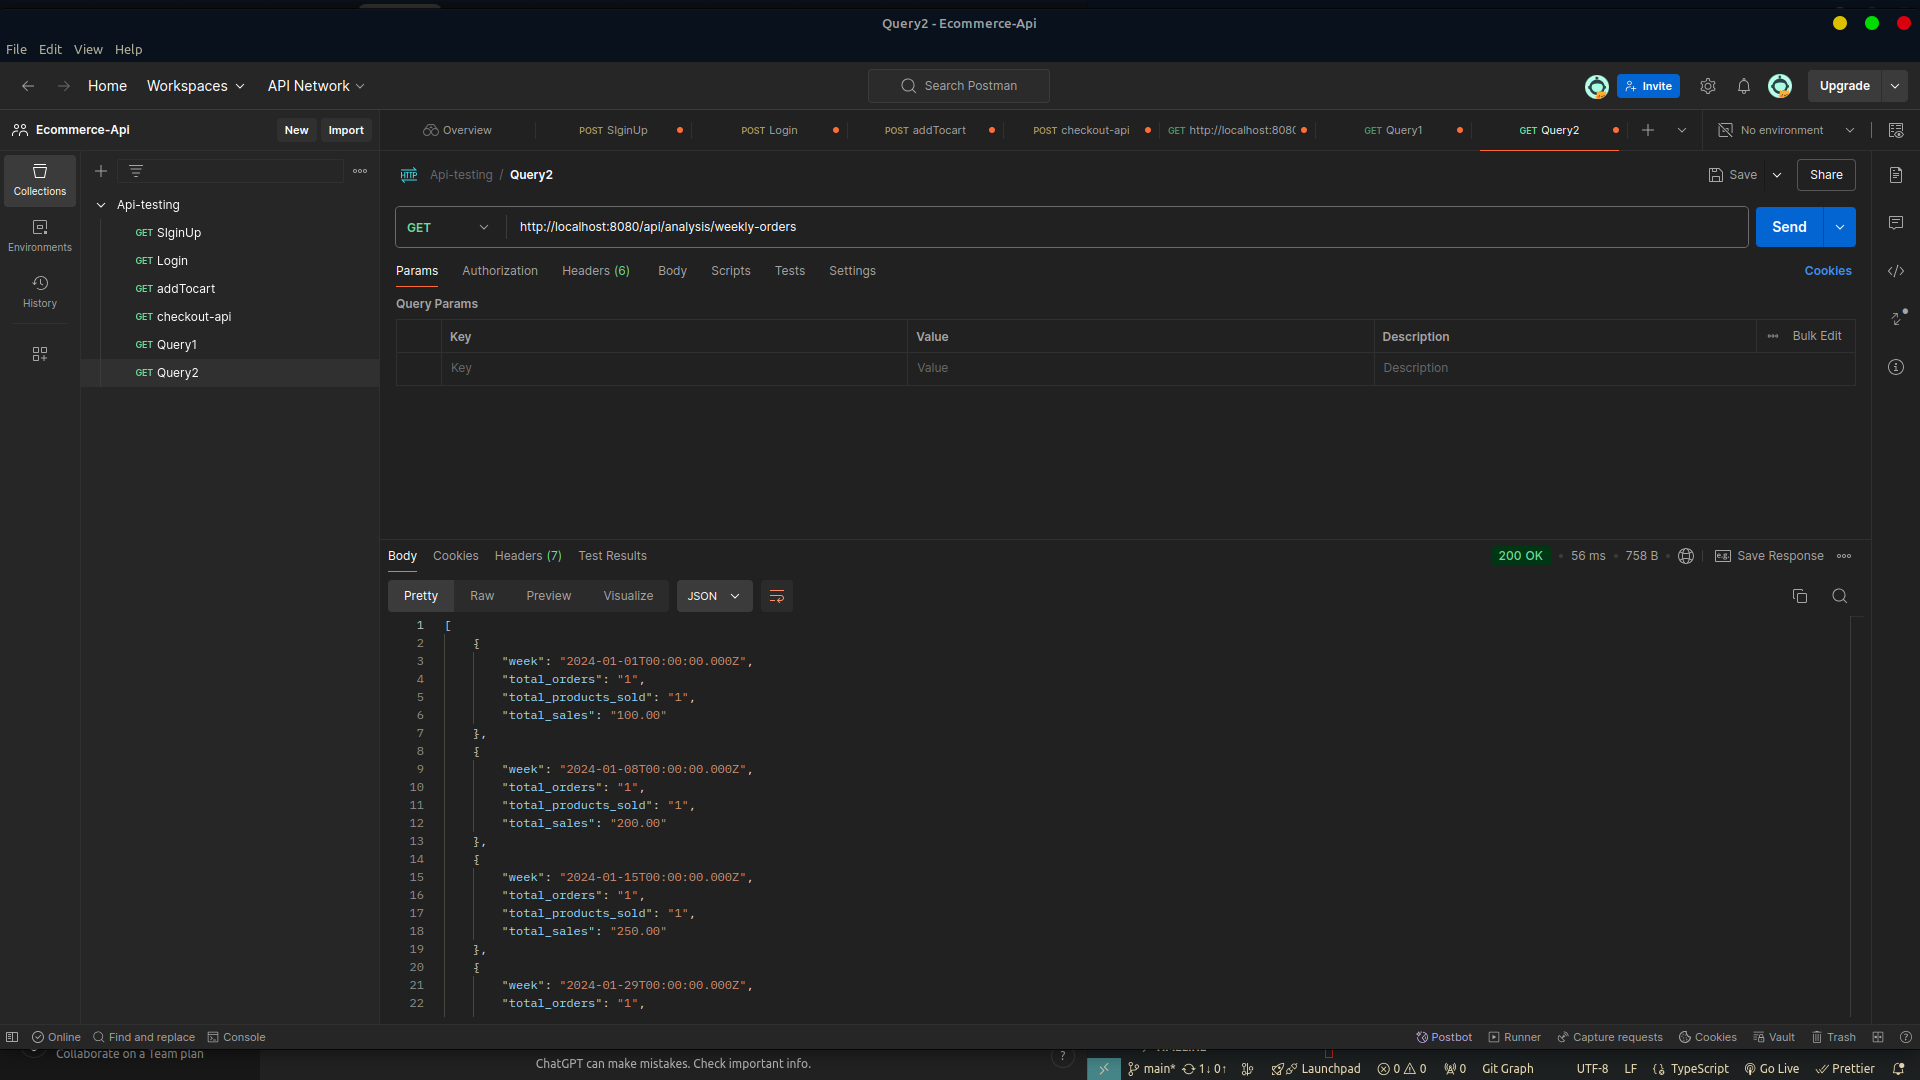 Query2 - Ecommerce-Api
File Edit View Help
Home Workspaces API Network Search Postman Invite Upgrade
Ecommerce-Api New Import Overview POST SIginUp POST Login POST addTocart POST checkout-api GET http://localhost:808( GET Query1 GET Query2 No environment
Collections
Environments
History
Api-testing
GET SIginUp
GET Login
GET addTocart
GET checkout-api
GET Query1
GET Query2
HTTP Api-testing / Query2 Save Share
GET http://localhost:8080/api/analysis/weekly-orders Send
Params Authorization Headers (6) Body Scripts Tests Settings Cookies
Query Params
Key Value Description Bulk Edit
Key Value Description
Body Cookies Headers (7) Test Results 200 OK 56 ms 758 B e.g. Save Response
Pretty Raw Preview Visualize JSON
1 [
2 {
3 "week": "2024-01-01T00:00:00.000Z",
4 "total_orders": "1",
5 "total_products_sold": "1",
6 "total_sales": "100.00"
7 },
8 {
9 "week": "2024-01-08T00:00:00.000Z",
10 "total_orders": "1",
11 "total_products_sold": "1",
12 "total_sales": "200.00"
13 },
14 {
15 "week": "2024-01-15T00:00:00.000Z",
16 "total_orders": "1",
17 "total_products_sold": "1",
18 "total_sales": "250.00"
19 },
20 {
21 "week": "2024-01-29T00:00:00.000Z",
22 "total_orders": "1",
Online Find and replace Console Postbot Runner Capture requests Cookies Vault Trash
Collaborate on a Team plan
ChatGPT can make mistakes. Check important info. ?
main* 1↓ 0↑ Launchpad 0 0 0 Git Graph UTF-8 LF TypeScript Go Live Prettier